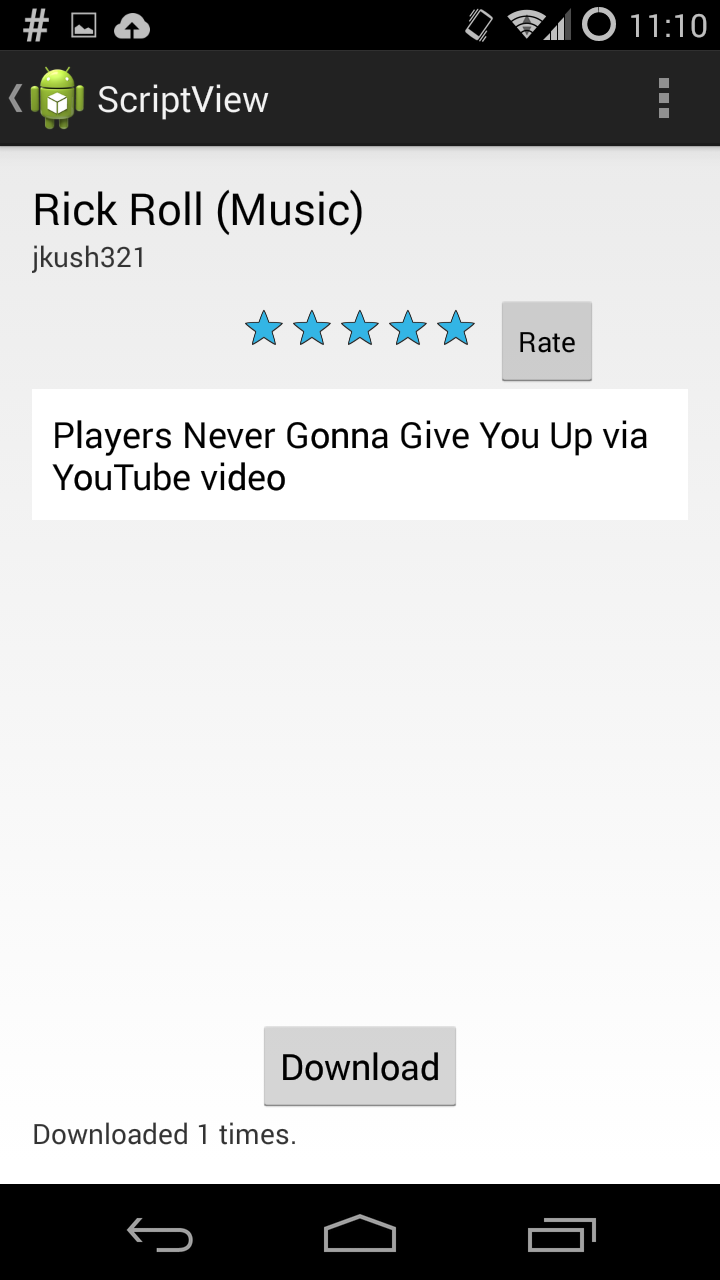 11:10
ScriptView
Rick Roll (Music)
jkush321
Rate
Players Never Gonna Give You Up via
YouTube video
Download
Downloaded 1 times.